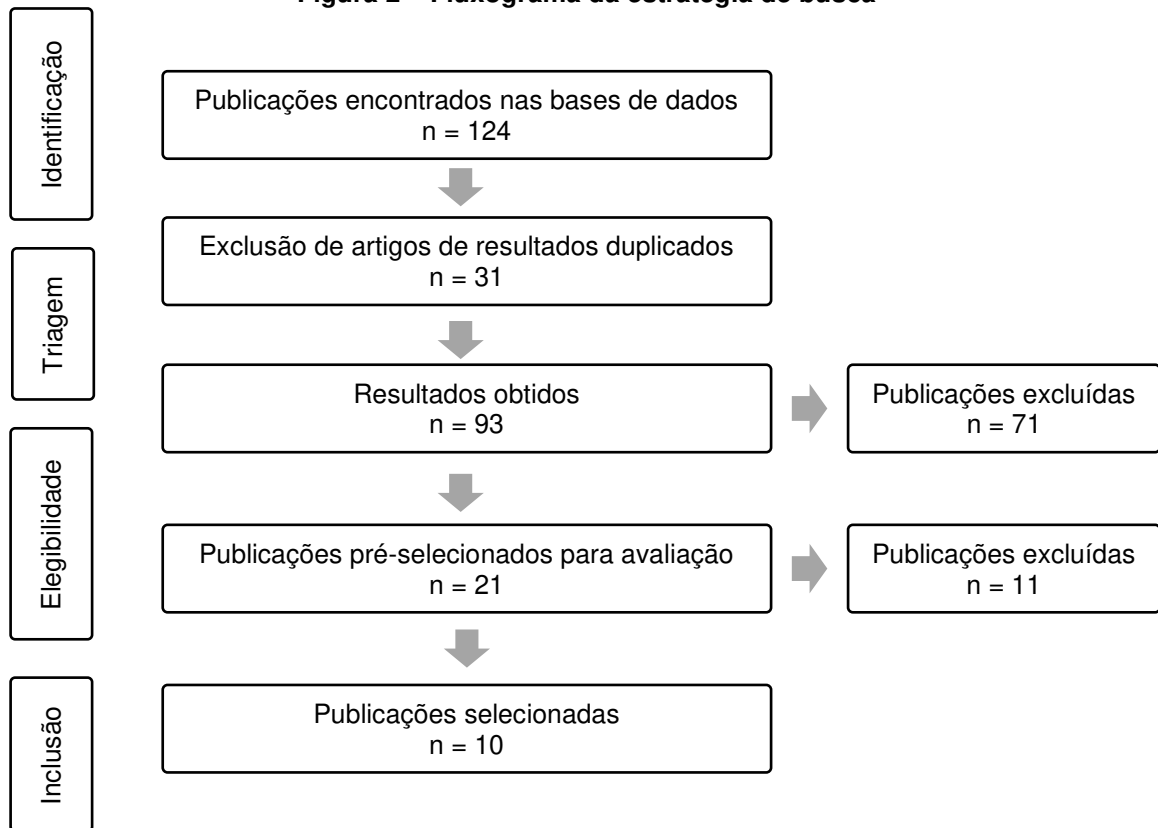 Identificação
Publicações encontrados nas bases de dados
n = 124
Exclusão de artigos de resultados duplicados
n = 31
Triagem
Resultados obtidos
n = 93
Publicações excluídas
n = 71
Elegibilidade
Publicações pré-selecionados para avaliação
n = 21
Publicações excluídas
n = 11
Inclusão
Publicações selecionadas
n = 10